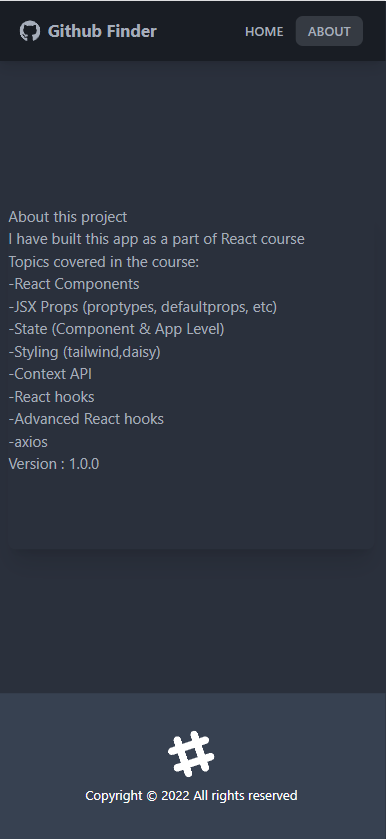 Github Finder
HOME
ABOUT
About this project
I have built this app as a part of React course
Topics covered in the course:
-React Components
-JSX Props (proptypes, defaultprops, etc)
-State (Component & App Level)
-Styling (tailwind,daisy)
-Context API
-React hooks
-Advanced React hooks
-axios
Version : 1.0.0
Copyright © 2022 All rights reserved